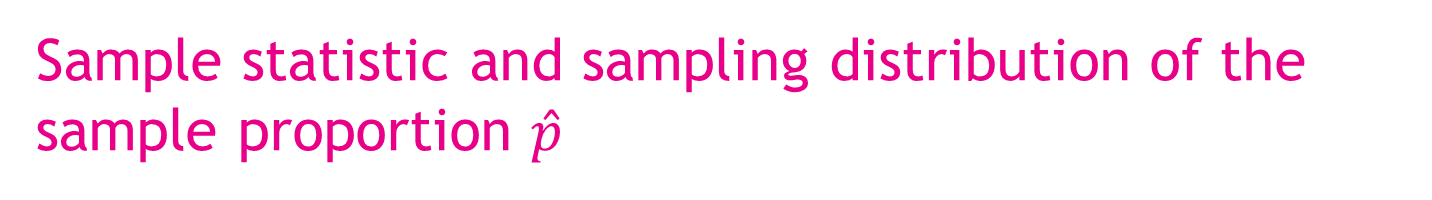 Sample statistic and sampling distribution of the
sample proportion p̂